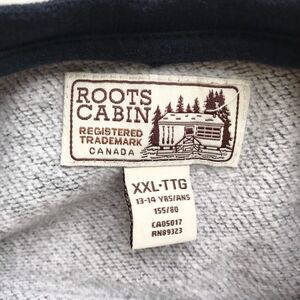 ROOTS
CABIN
REGISTERED
TRADEMARK
CANADA
XXL·TTG
13-14 YRS/ANS
155/80
CA05017
RN89323